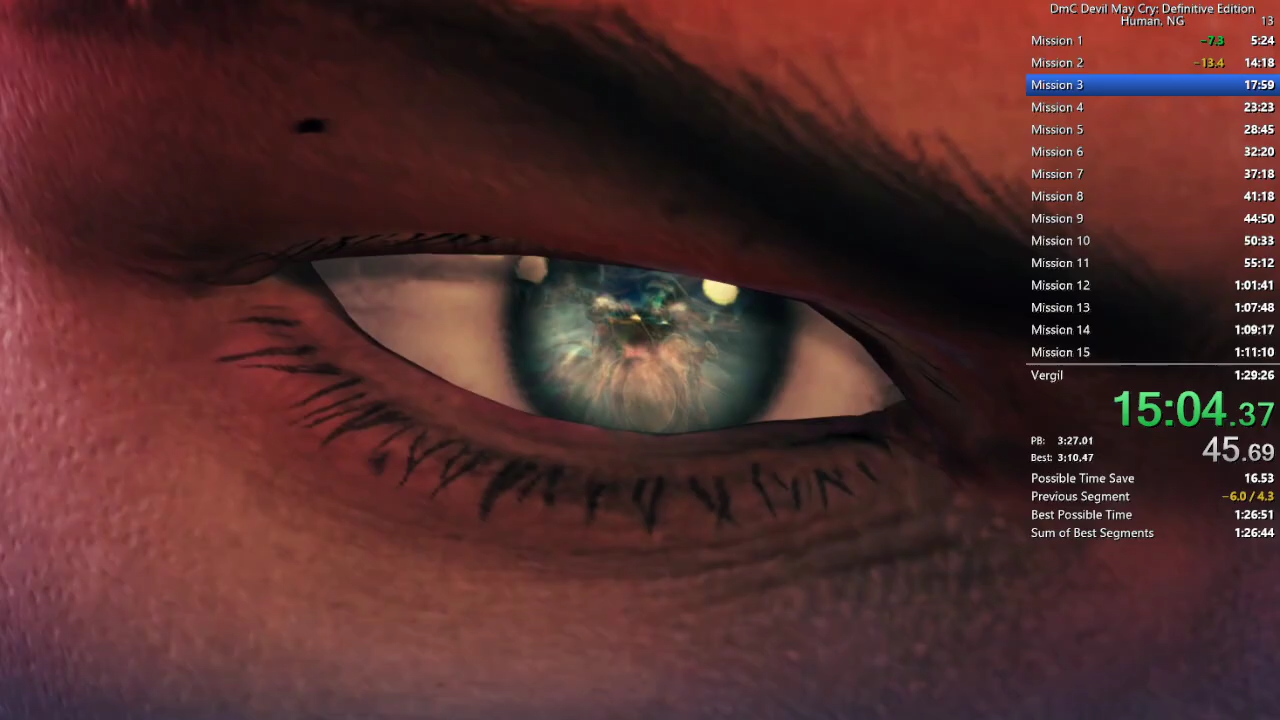 DmC Devil May Cry: Definitive Edition
Human, NG 13
Mission 1 -7.3 5:24
Mission 2 -13.4 14:18
Mission 3 17:59
Mission 4 23:23
Mission 5 28:45
Mission 6 32:20
Mission 7 37:18
Mission 8 41:18
Mission 9 44:50
Mission 10 50:33
Mission 11 55:12
Mission 12 1:01:41
Mission 13 1:07:48
Mission 14 1:09:17
Mission 15 1:11:10
Vergil 1:29:26
15:04.37
PB: 3:27.01
45.69
Best: 3:10.47
Possible Time Save 16.53
Previous Segment -6.0 / 4.3
Best Possible Time 1:26:51
Sum of Best Segments 1:26:44